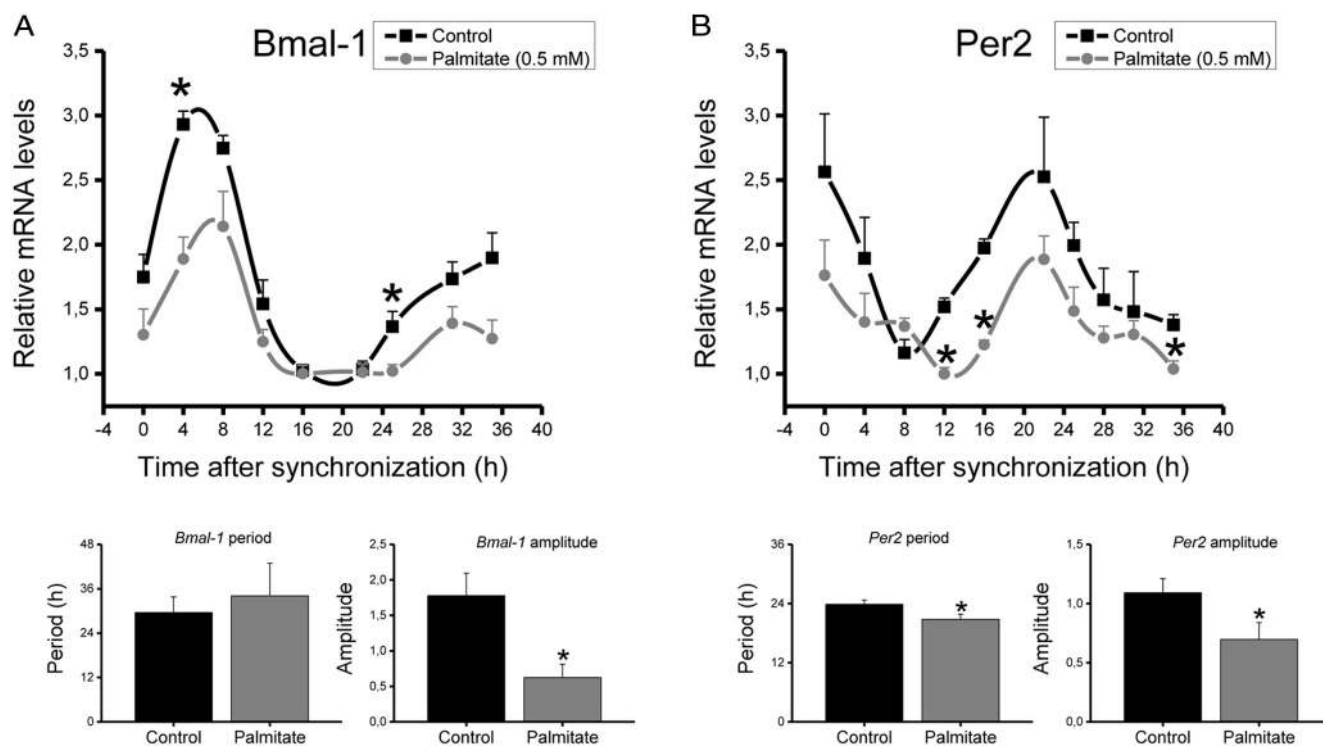 A
Bmal-1
Control
Palmitate (0.5 mM)
3,5
3,0
2,5
2,0
1,5
1,0
Relative mRNA levels
*
*
-4 0 4 8 12 16 20 24 28 32 36 40
Time after synchronization (h)
B
Per2
Control
Palmitate (0.5 mM)
3,5
3,0
2,5
2,0
1,5
1,0
Relative mRNA levels
*
*
*
-4 0 4 8 12 16 20 24 28 32 36 40
Time after synchronization (h)
Bmal-1 period
48
36
24
12
0
Period (h)
Control Palmitate
Bmal-1 amplitude
2,5
2,0
1,5
1,0
0,5
0,0
Amplitude
*
Control Palmitate
Per2 period
36
24
12
0
Period (h)
*
Control Palmitate
Per2 amplitude
1,5
1,0
0,5
0,0
Amplitude
*
Control Palmitate